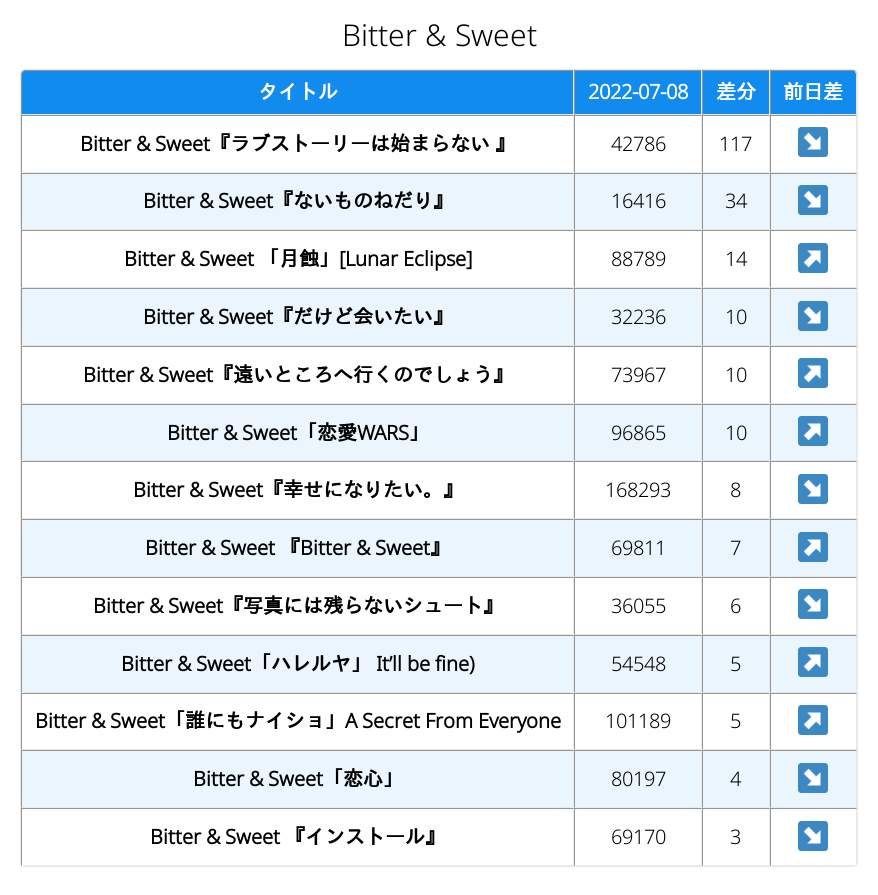 Bitter & Sweet
タイトル 2022-07-08 差分 前日差
Bitter & Sweet『ラブストーリーは始まらない 』 42786 117 ↘
Bitter & Sweet『ないものねだり』 16416 34 ↘
Bitter & Sweet 「月蝕」[Lunar Eclipse] 88789 14 ↗
Bitter & Sweet『だけど会いたい』 32236 10 ↘
Bitter & Sweet『遠いところへ行くのでしょう』 73967 10 ↗
Bitter & Sweet「恋愛WARS」 96865 10 ↗
Bitter & Sweet『幸せになりたい。』 168293 8 ↘
Bitter & Sweet 『Bitter & Sweet』 69811 7 ↗
Bitter & Sweet『写真には残らないシュート』 36055 6 ↘
Bitter & Sweet「ハレルヤ」 It'll be fine) 54548 5 ↗
Bitter & Sweet「誰にもナイショ」A Secret From Everyone 101189 5 ↗
Bitter & Sweet「恋心」 80197 4 ↘
Bitter & Sweet 『インストール』 69170 3 ↘